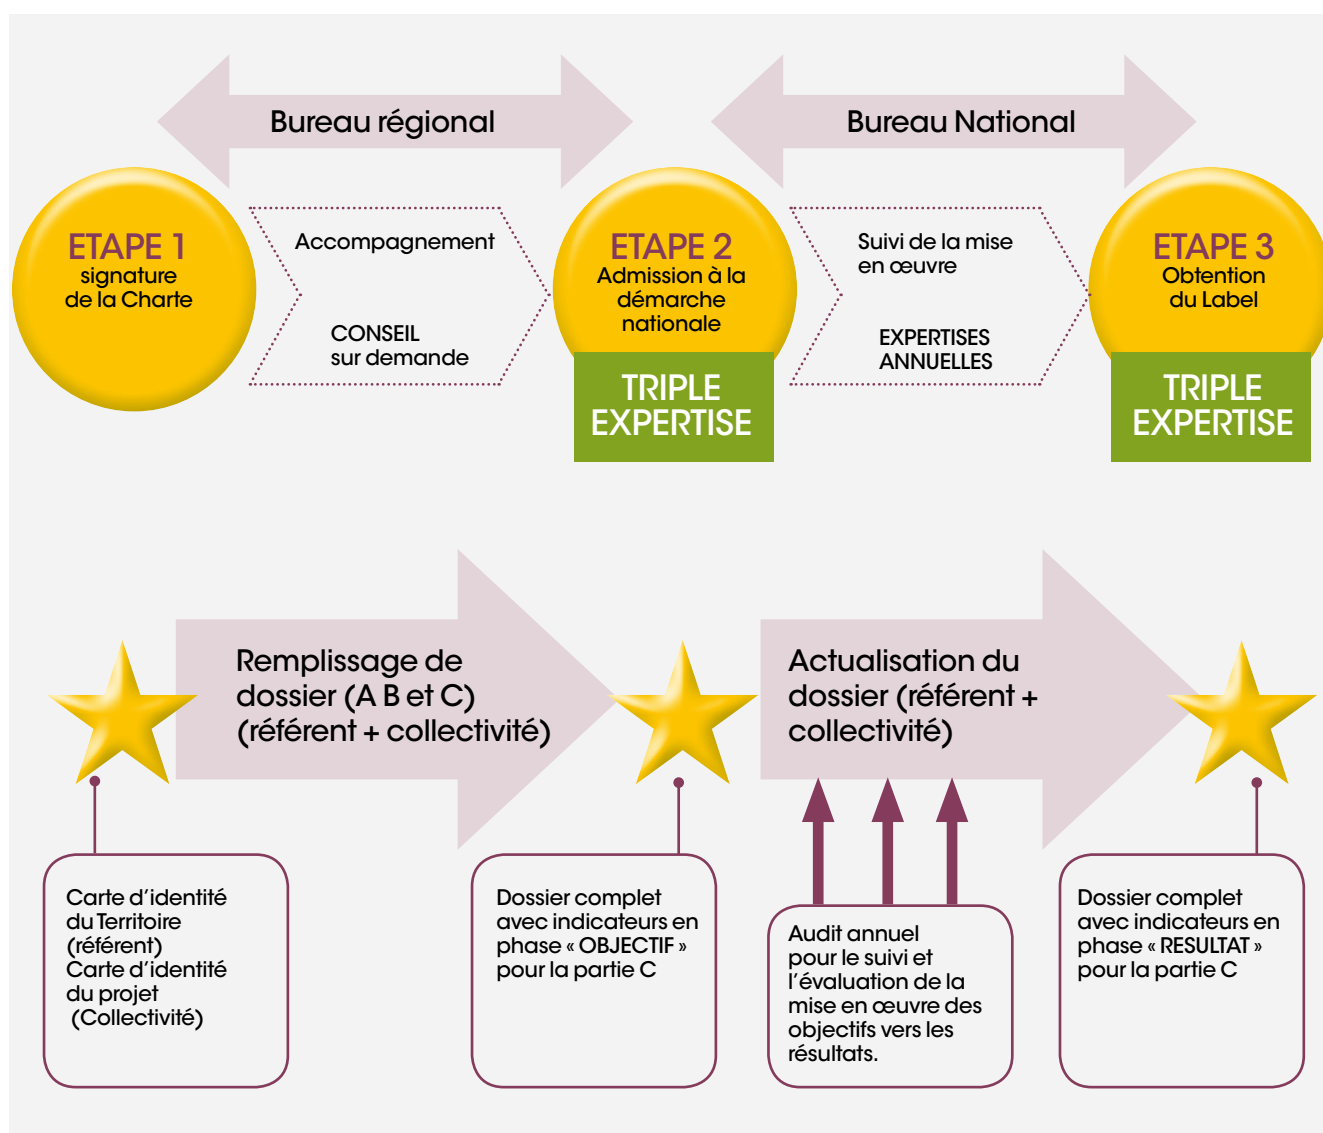 Bureau régional
Bureau National
ETAPE 1
signature
de la Charte
Accompagnement
CONSEIL
sur demande
ETAPE 2
Admission à la
démarche
nationale
TRIPLE
EXPERTISE
Suivi de la mise
en œuvre
EXPERTISES
ANNUELLES
ETAPE 3
Obtention
du Label
TRIPLE
EXPERTISE
Remplissage de
dossier (A B et C)
(référent + collectivité)
Actualisation du
dossier (référent +
collectivité)
Carte d’identité
du Territoire
(référent)
Carte d’identité
du projet
(Collectivité)
Dossier complet
avec indicateurs en
phase « OBJECTIF »
pour la partie C
Audit annuel
pour le suivi et
l’évaluation de la
mise en œuvre des
objectifs vers les
résultats.
Dossier complet
avec indicateurs en
phase « RESULTAT »
pour la partie C